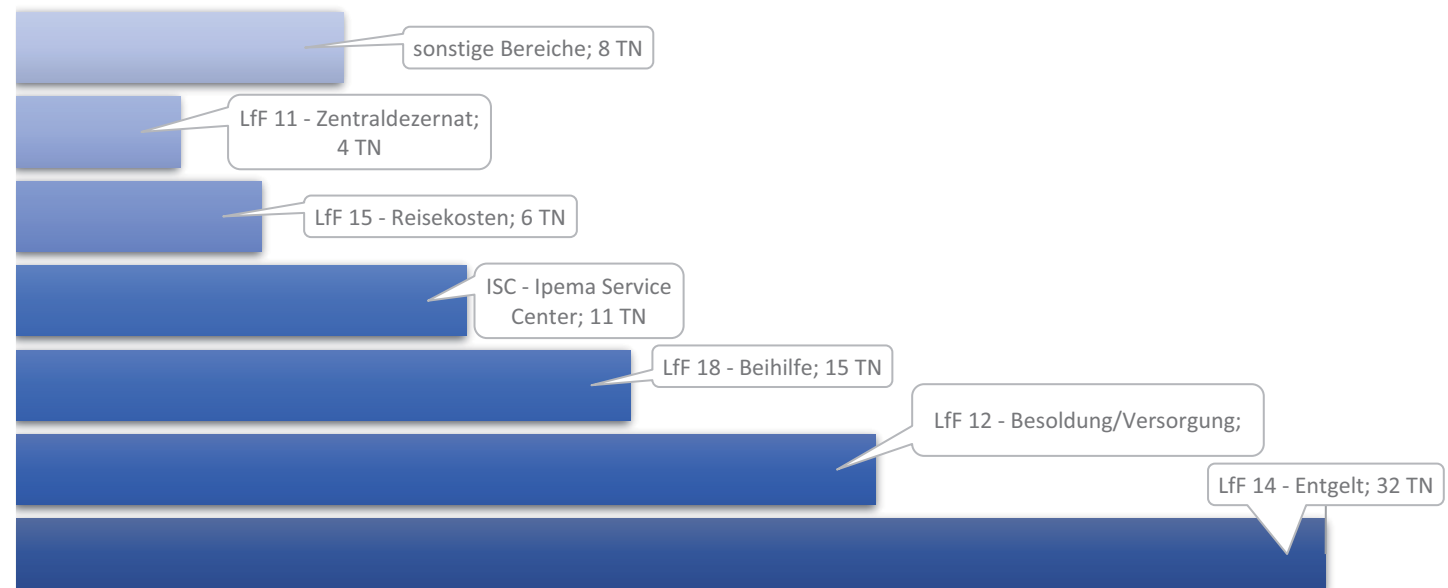 sonstige Bereiche; 8 TN
LfF 11 - Zentraldezernat;
4 TN
LfF 15 - Reisekosten; 6 TN
ISC - Ipema Service
Center; 11 TN
LfF 18 - Beihilfe; 15 TN
LfF 12 - Besoldung/Versorgung;
LfF 14 - Entgelt; 32 TN